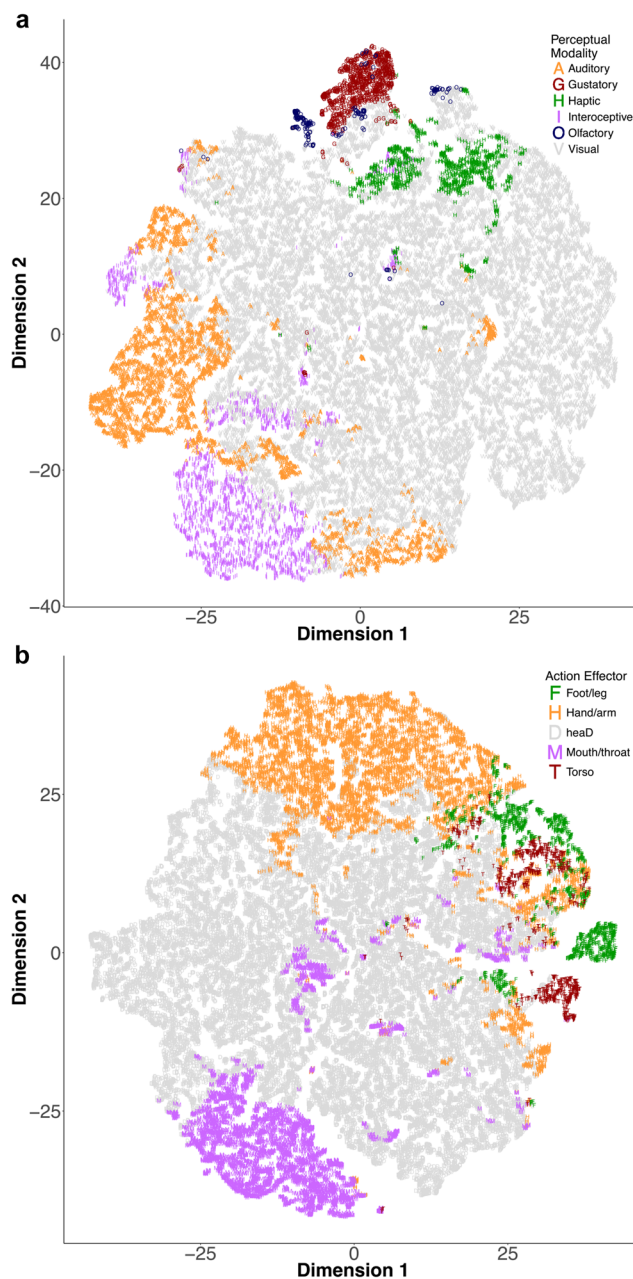 a
Perceptual
Modality
A Auditory
G Gustatory
H Haptic
I Interoceptive
O Olfactory
V Visual
40
20
0
−20
−40
Dimension 2
−25
0
25
Dimension 1
b
Action Effector
F Foot/leg
H Hand/arm
D heaD
M Mouth/throat
T Torso
25
0
−25
Dimension 2
−25
0
25
Dimension 1